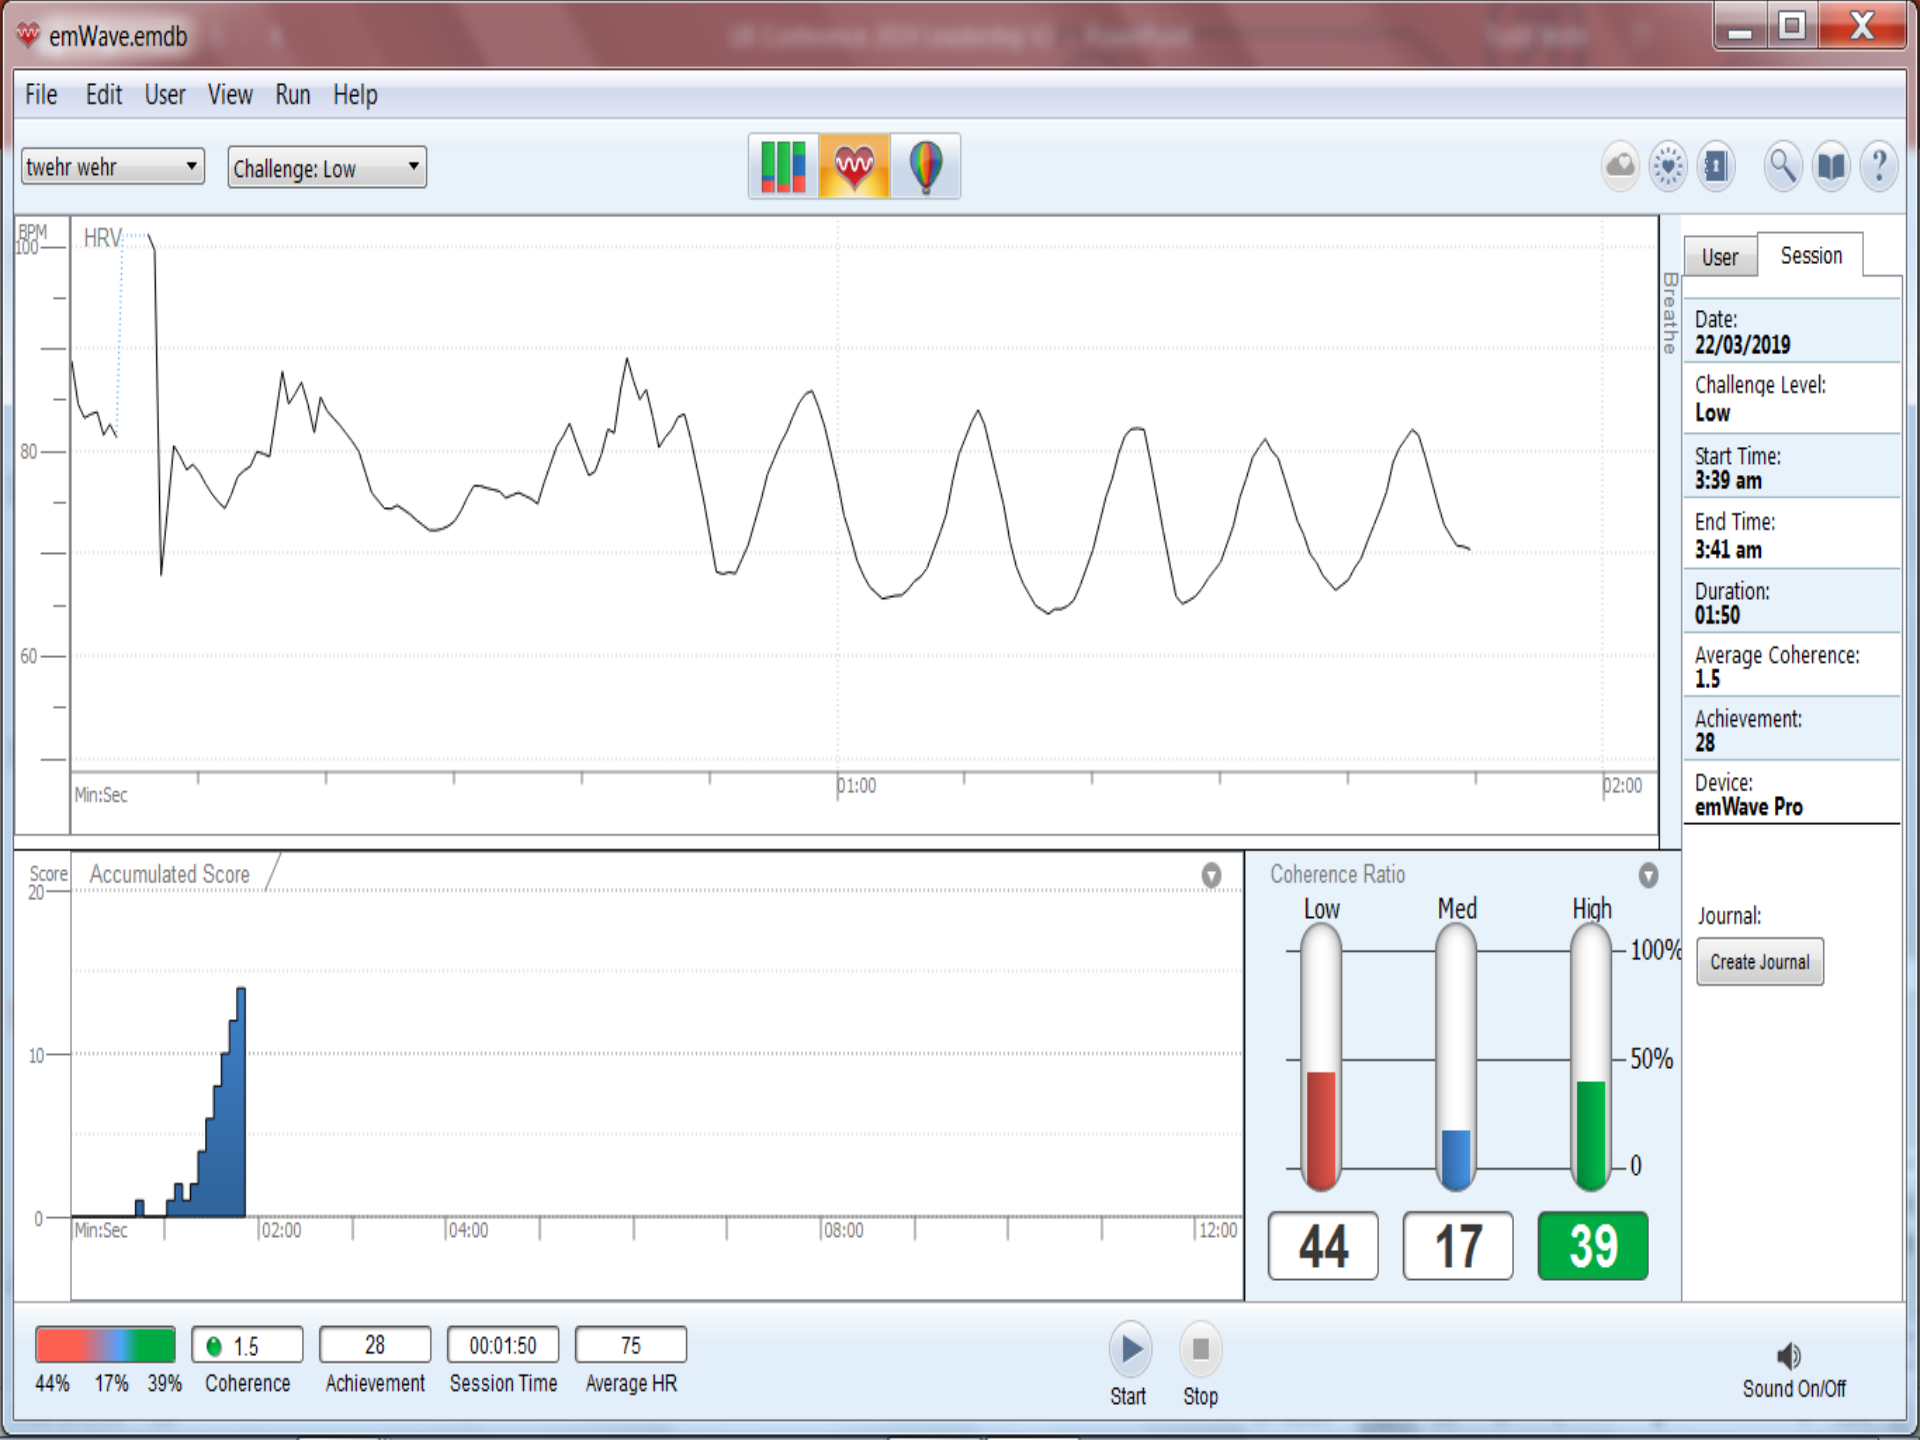 emWave.emdb
File Edit User View Run Help
twehr wehr
Challenge: Low
BPM
HRV
100
80
60
Min:Sec
01:00
02:00
Breathe
User
Session
Date:
22/03/2019
Challenge Level:
Low
Start Time:
3:39 am
End Time:
3:41 am
Duration:
01:50
Average Coherence:
1.5
Achievement:
28
Device:
emWave Pro
Journal:
Create Journal
Score
Accumulated Score
20
10
0
Min:Sec
02:00
04:00
08:00
12:00
Coherence Ratio
Low Med High
100%
50%
0
44 17 39
1.5 28 00:01:50 75
44% 17% 39% Coherence Achievement Session Time Average HR
Start Stop
Sound On/Off